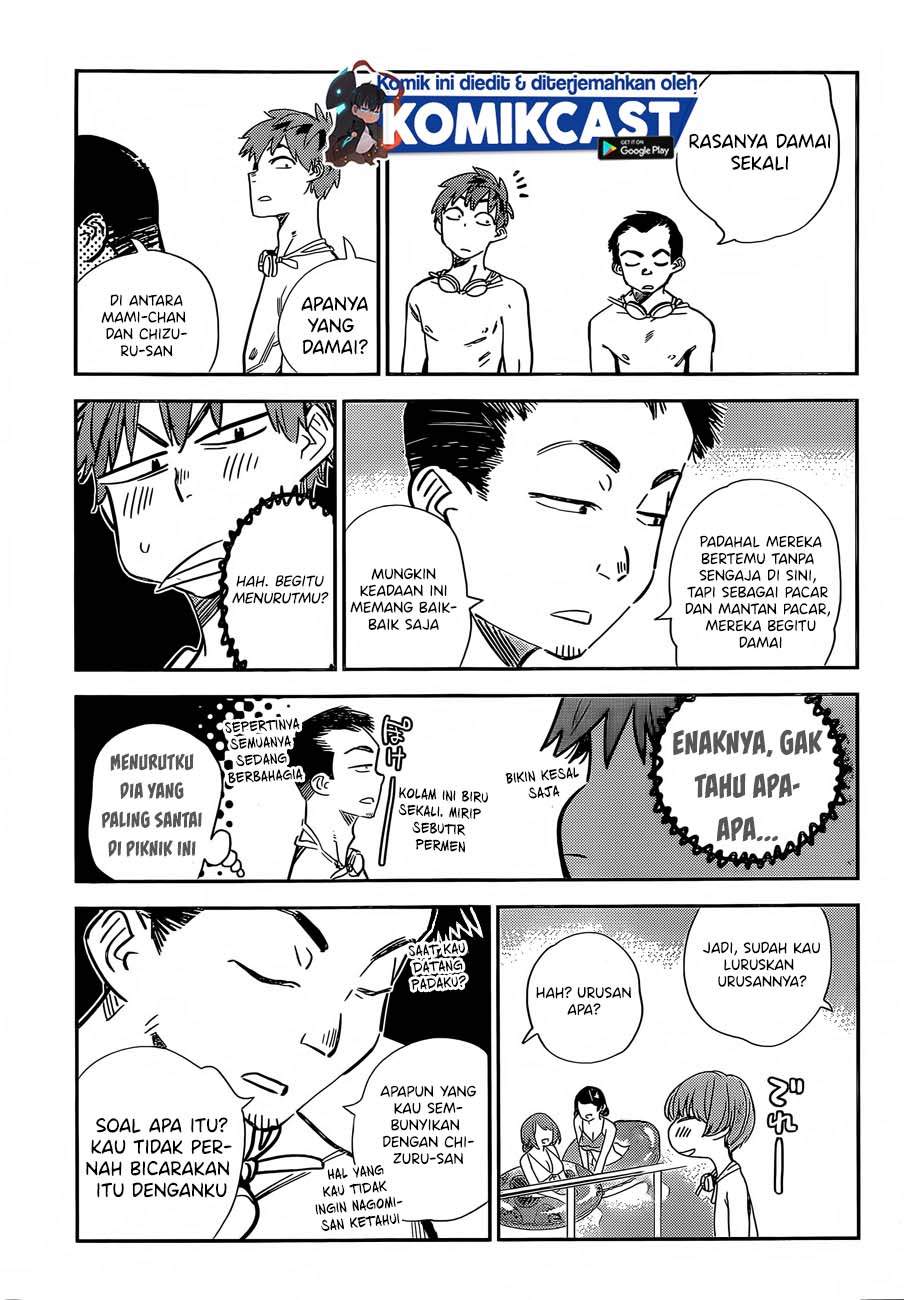 Komik ini diedit & diterjemahkan oleh
KOMIKCAST
GET IT ON
Google Play
RASANYA DAMAI
SEKALI
APANYA
YANG
DAMAI?
DI ANTARA
MAMI-CHAN
DAN CHIZU-
RU-SAN
PADAHAL MEREKA
BERTEMU TANPA
SENGAJA DI SINI,
TAPI SEBAGAI PACAR
DAN MANTAN PACAR,
MEREKA BEGITU
DAMAI
MUNGKIN
KEADAAN INI
MEMANG BAIK-
BAIK SAJA
HAH. BEGITU
MENURUTMU?
ENAKNYA, GAK
TAHU APA-
APA...
BIKIN KESAL
SAJA
ぽけー
KOLAM INI BIRU
SEKALI. MIRIP
SEBUTIR
PERMEN
SEPERTINYA
SEMUANYA
SEDANG
BERBAHAGIA
MENURUTKU
DIA YANG
PALING SANTAI
DI PIKNIK INI
JADI, SUDAH KAU
LURUSKAN
URUSANNYA?
HAH? URUSAN
APA?
でれー
SAAT KAU
DATANG
PADAKU?
APAPUN YANG
KAU SEM-
BUNYIKAN
DENGAN CHI-
ZURU-SAN
HAL YANG
KAU TIDAK
INGIN NAGOMI-
SAN KETAHUI
SOAL APA ITU?
KAU TIDAK PER-
NAH BICARAKAN
ITU DENGANKU